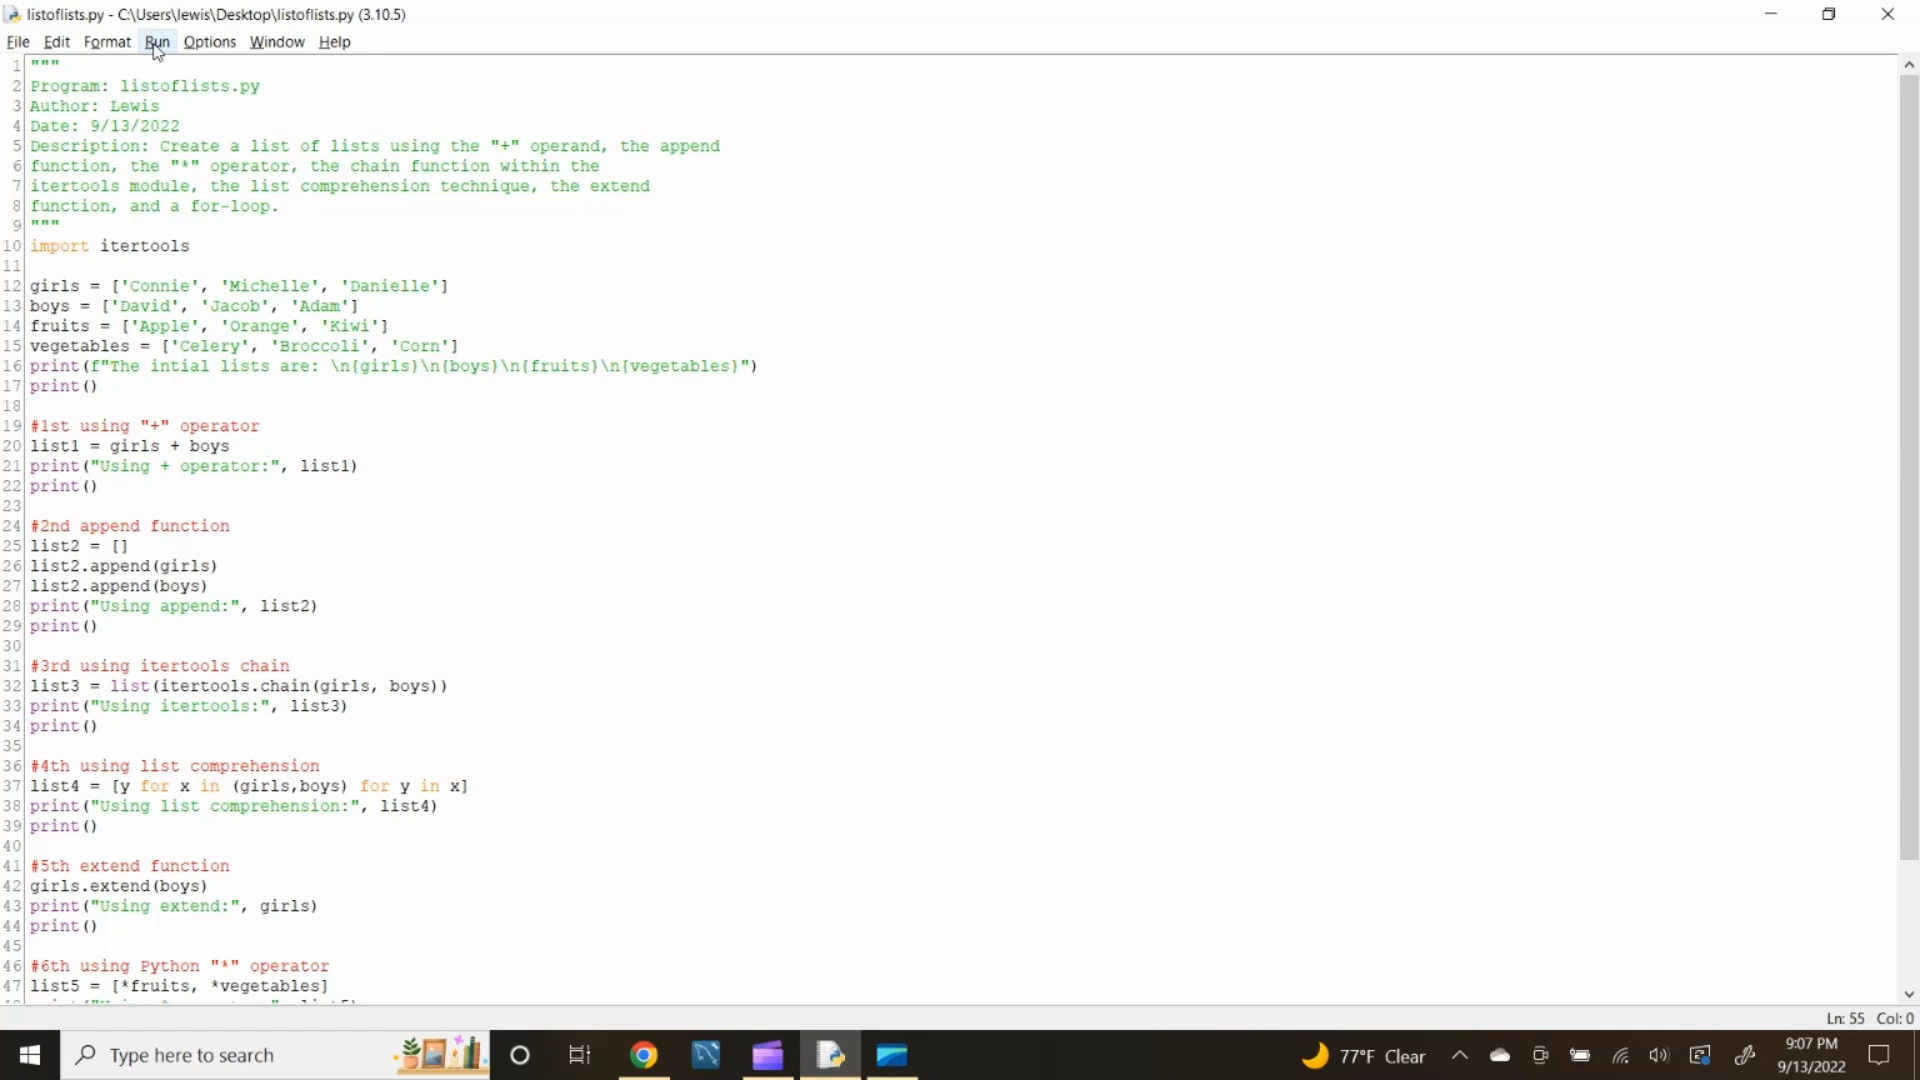 listoflists.py - C:\Users\lewis\Desktop\listoflists.py (3.10.5)
File Edit Format Run Options Window Help
1 """
2 Program: listoflists.py
3 Author: Lewis
4 Date: 9/13/2022
5 Description: Create a list of lists using the "+" operand, the append
6 function, the "*" operator, the chain function within the
7 itertools module, the list comprehension technique, the extend
8 function, and a for-loop.
9 """
10 import itertools
11
12 girls = ['Connie', 'Michelle', 'Danielle']
13 boys = ['David', 'Jacob', 'Adam']
14 fruits = ['Apple', 'Orange', 'Kiwi']
15 vegetables = ['Celery', 'Broccoli', 'Corn']
16 print(f"The intial lists are: \n{girls}\n{boys}\n{fruits}\n{vegetables}")
17 print()
18
19 #1st using "+" operator
20 list1 = girls + boys
21 print("Using + operator:", list1)
22 print()
23
24 #2nd append function
25 list2 = []
26 list2.append(girls)
27 list2.append(boys)
28 print("Using append:", list2)
29 print()
30
31 #3rd using itertools chain
32 list3 = list(itertools.chain(girls, boys))
33 print("Using itertools:", list3)
34 print()
35
36 #4th using list comprehension
37 list4 = [y for x in (girls,boys) for y in x]
38 print("Using list comprehension:", list4)
39 print()
40
41 #5th extend function
42 girls.extend(boys)
43 print("Using extend:", girls)
44 print()
45
46 #6th using Python "*" operator
47 list5 = [*fruits, *vegetables]
Ln: 55 Col: 0
Type here to search
77°F Clear
9:07 PM
9/13/2022